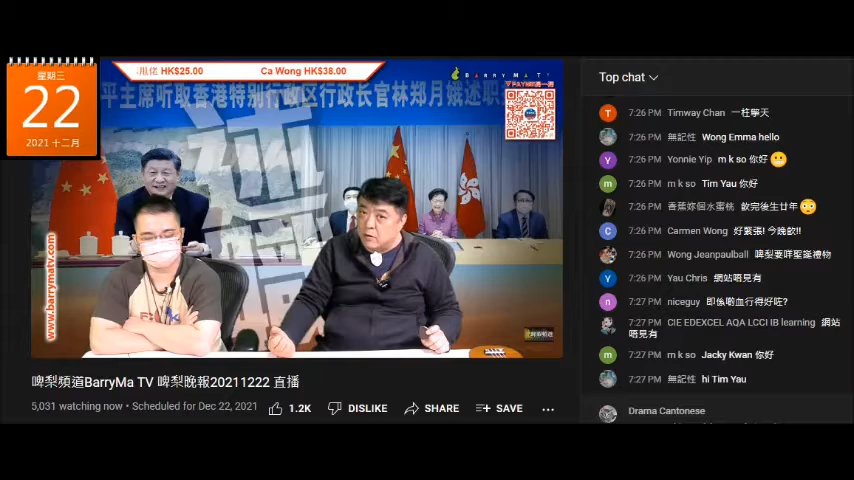 星期三
22
2021 十二月
HK$25.00
Ca Wong HK$38.00
BARRYMATV
平主席听取香港特别行政区行政长官林郑月娥述职
www.barrymatv.com
啤梨頻道BarryMa TV 啤梨晚報20211222 直播
5,031 watching now • Scheduled for Dec 22, 2021
1.2K
DISLIKE
SHARE
SAVE
Top chat
T
7:26 PM Timway Chan 一柱擎天
7:26 PM 無記性 Wong Emma hello
Y
7:26 PM Yonnie Yip m k so 你好
m
7:26 PM m k so Tim Yau 你好
7:26 PM 香蕉妳個水蜜桃 飲完後生廿年
C
7:26 PM Carmen Wong 好緊張! 今晚飲!!
7:26 PM Wong Jeanpaulball 啤梨要咩聖誕禮物
Y
7:26 PM Yau Chris 網站唔見有
n
7:27 PM niceguy 即係啲血行得好咗?
7:27 PM CIE EDEXCEL AQA LCCI IB learning 網站
唔見有
m
7:27 PM m k so Jacky Kwan 你好
7:27 PM 無記性 hi Tim Yau
Drama Cantonese